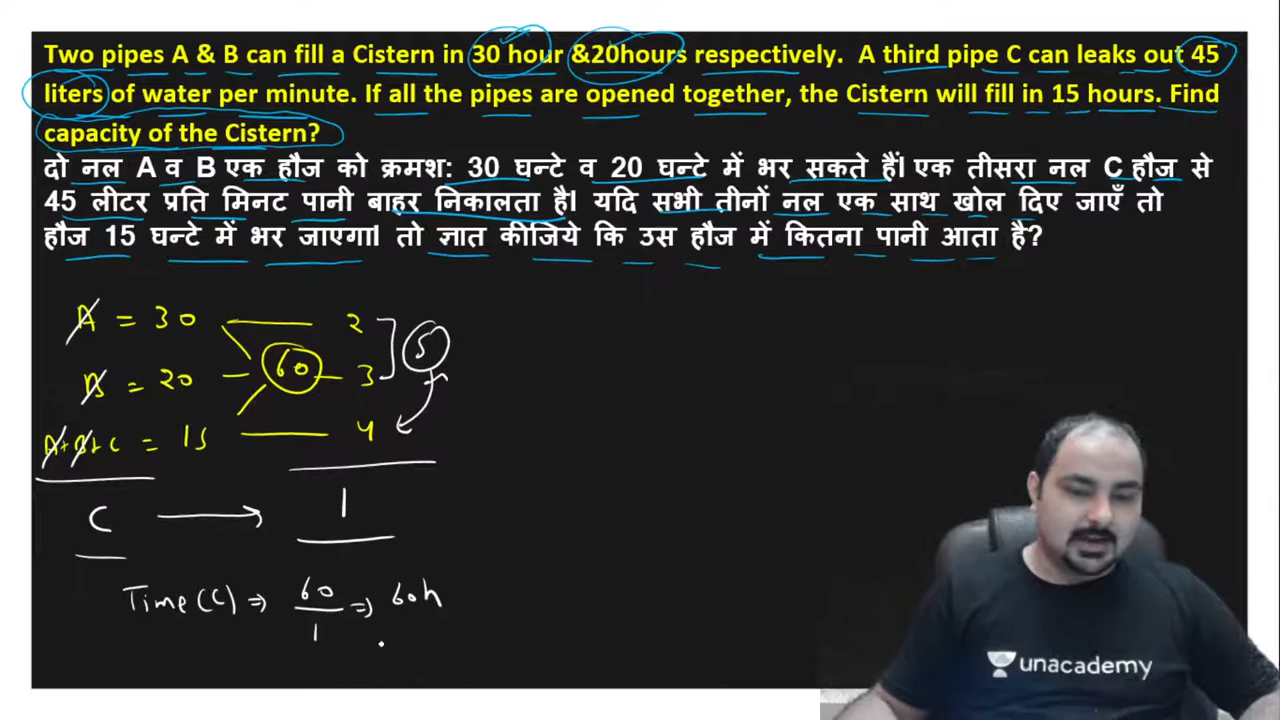 Two pipes A & B can fill a Cistern in 30 hour &20hours respectively. A third pipe C can leaks out 45
liters of water per minute. If all the pipes are opened together, the Cistern will fill in 15 hours. Find
capacity of the Cistern?
दो नल A व B एक हौज को क्रमश: 30 घन्टे व 20 घन्टे में भर सकते हैं। एक तीसरा नल C हौज से
45 लीटर प्रति मिनट पानी बाहर निकालता है। यदि सभी तीनों नल एक साथ खोल दिए जाएँ तो
हौज 15 घन्टे में भर जाएगा। तो ज्ञात कीजिये कि उस हौज में कितना पानी आता है?
A = 30 2
60 5
B = 20 3
A+B+C = 15 4
C → 1
Time(C) ⇒ 60/1 ⇒ 60h
unacademy